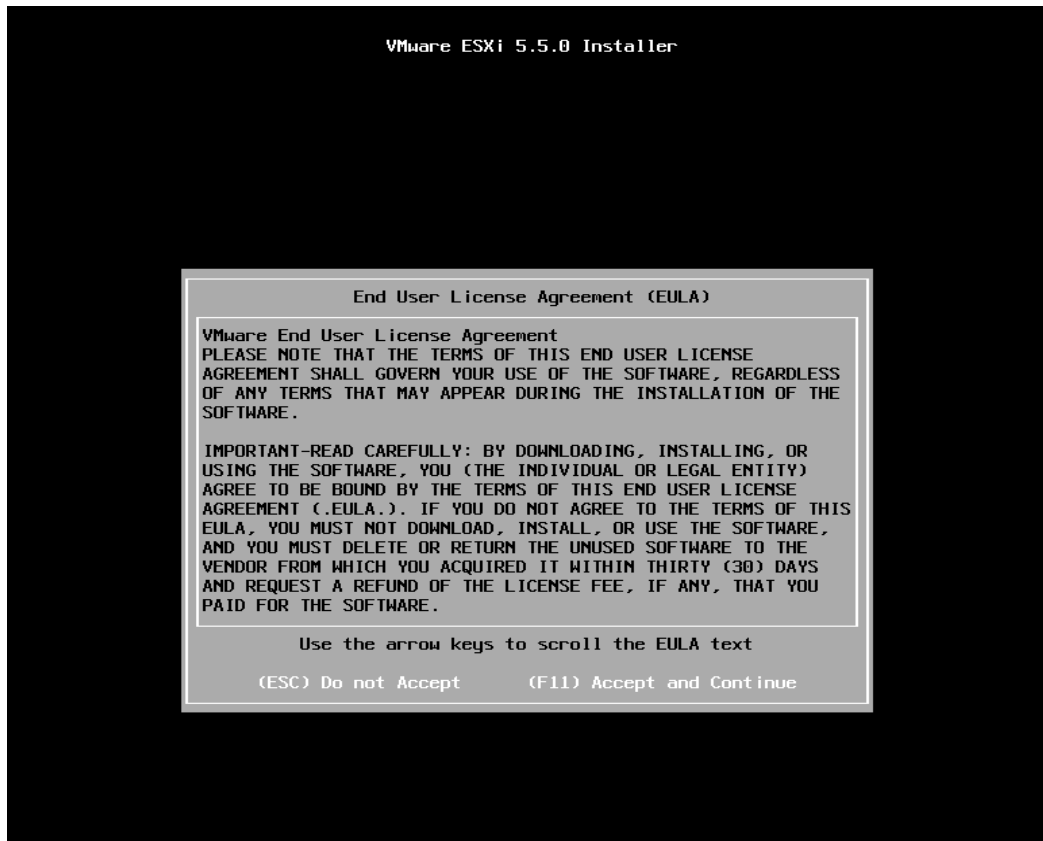 VMware ESXi 5.5.0 Installer
End User License Agreement (EULA)
VMware End User License Agreement
PLEASE NOTE THAT THE TERMS OF THIS END USER LICENSE
AGREEMENT SHALL GOVERN YOUR USE OF THE SOFTWARE, REGARDLESS
OF ANY TERMS THAT MAY APPEAR DURING THE INSTALLATION OF THE
SOFTWARE.
IMPORTANT-READ CAREFULLY: BY DOWNLOADING, INSTALLING, OR
USING THE SOFTWARE, YOU (THE INDIVIDUAL OR LEGAL ENTITY)
AGREE TO BE BOUND BY THE TERMS OF THIS END USER LICENSE
AGREEMENT (.EULA.). IF YOU DO NOT AGREE TO THE TERMS OF THIS
EULA, YOU MUST NOT DOWNLOAD, INSTALL, OR USE THE SOFTWARE,
AND YOU MUST DELETE OR RETURN THE UNUSED SOFTWARE TO THE
VENDOR FROM WHICH YOU ACQUIRED IT WITHIN THIRTY (30) DAYS
AND REQUEST A REFUND OF THE LICENSE FEE, IF ANY, THAT YOU
PAID FOR THE SOFTWARE.
Use the arrow keys to scroll the EULA text
(ESC) Do not Accept (F11) Accept and Continue